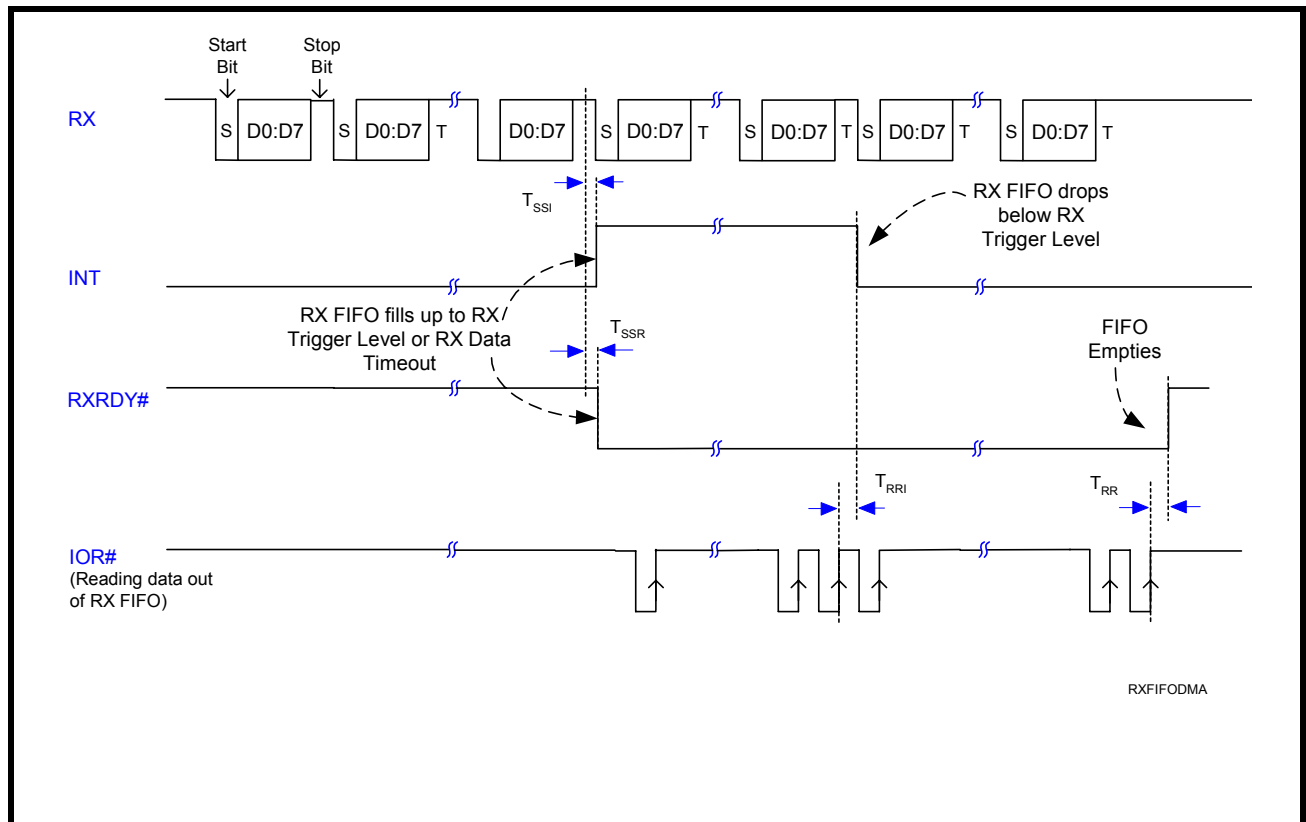 Start
Bit
Stop
Bit
RX
S D0:D7 S D0:D7 T D0:D7 S D0:D7 T S D0:D7 T S D0:D7 T S D0:D7 T
TSSI
RX FIFO drops
below RX
Trigger Level
INT
RX FIFO fills up to RX
Trigger Level or RX Data
Timeout
TSSR
FIFO
Empties
RXRDY#
TRRI
TRR
IOR#
(Reading data out
of RX FIFO)
RXFIFODMA